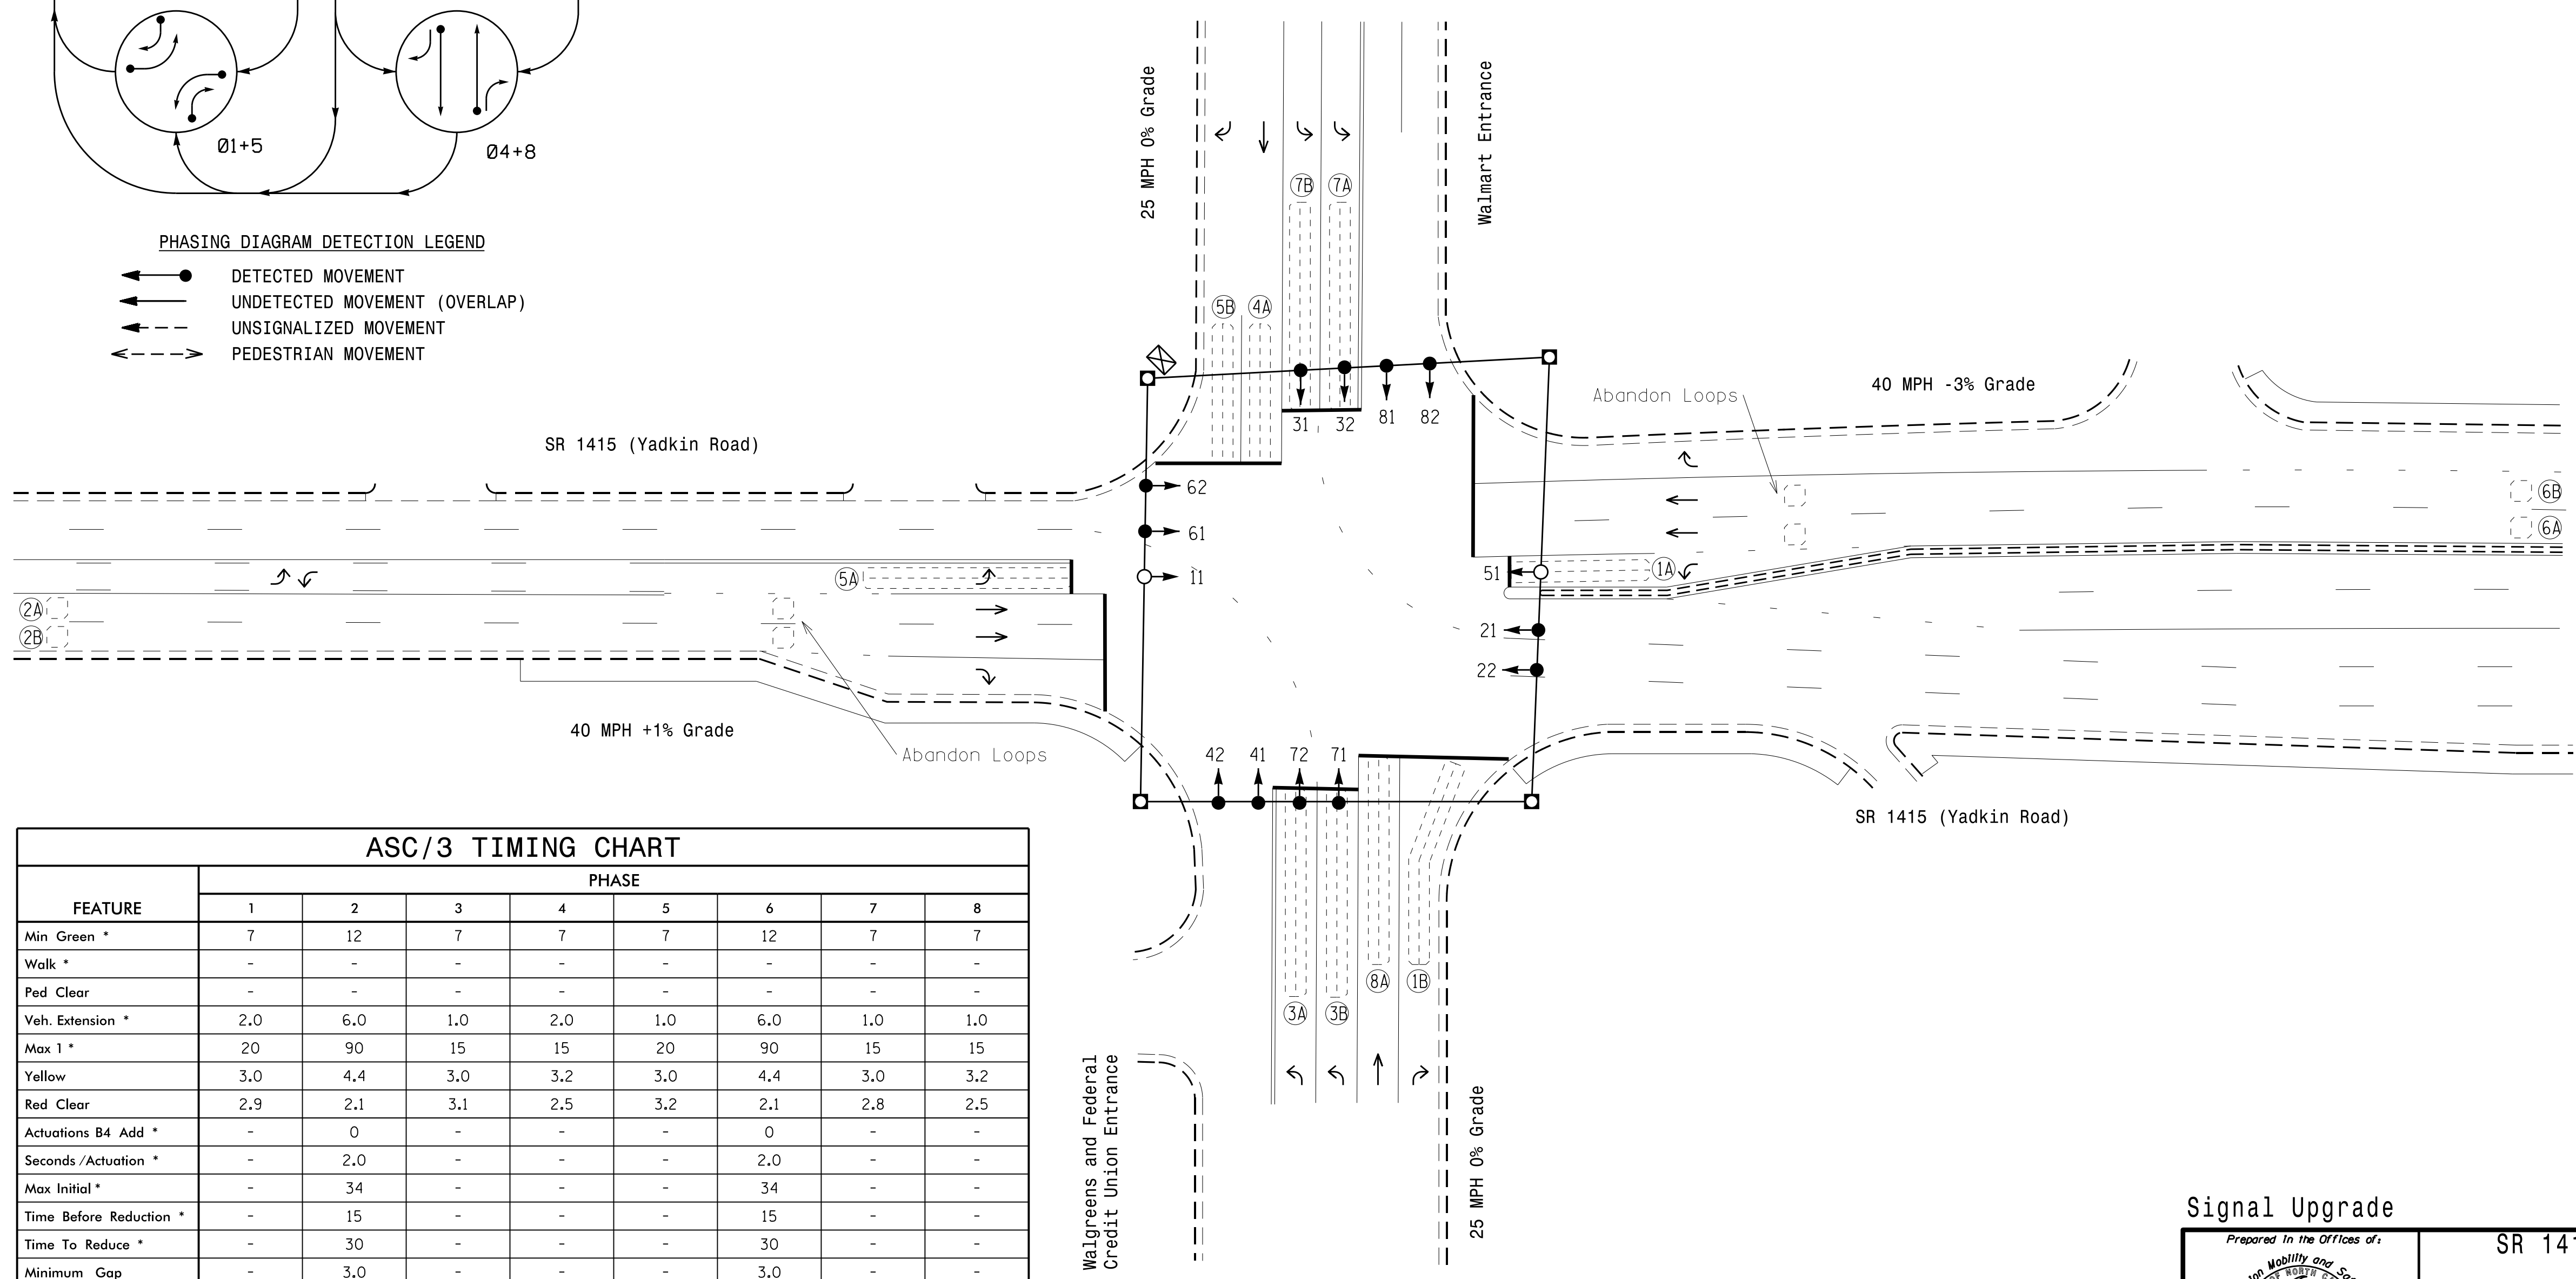 Ø1+5
Ø4+8
PHASING DIAGRAM DETECTION LEGEND
DETECTED MOVEMENT
UNDETECTED MOVEMENT (OVERLAP)
UNSIGNALIZED MOVEMENT
PEDESTRIAN MOVEMENT
25 MPH 0% Grade
Walmart Entrance
7B 7A
5B 4A
31 32 81 82
Abandon Loops
40 MPH -3% Grade
SR 1415 (Yadkin Road)
62
61
11
6B
6A
5A
51
1A
2A
2B
21
22
40 MPH +1% Grade
Abandon Loops
42 41 72 71
SR 1415 (Yadkin Road)
8A 1B
3A 3B
Walgreens and Federal
Credit Union Entrance
25 MPH 0% Grade
ASC/3 TIMING CHART
PHASE
FEATURE 1 2 3 4 5 6 7 8
Min Green * 7 12 7 7 7 12 7 7
Walk * - - - - - - - -
Ped Clear - - - - - - - -
Veh. Extension * 2.0 6.0 1.0 2.0 1.0 6.0 1.0 1.0
Max 1 * 20 90 15 15 20 90 15 15
Yellow 3.0 4.4 3.0 3.2 3.0 4.4 3.0 3.2
Red Clear 2.9 2.1 3.1 2.5 3.2 2.1 2.8 2.5
Actuations B4 Add * - 0 - - - 0 - -
Seconds /Actuation * - 2.0 - - - 2.0 - -
Max Initial * - 34 - - - 34 - -
Time Before Reduction * - 15 - - - 15 - -
Time To Reduce * - 30 - - - 30 - -
Minimum Gap - 3.0 - - - 3.0 - -
Signal Upgrade
Prepared in the Offices of:
Mobility and
NORTH
SR 141